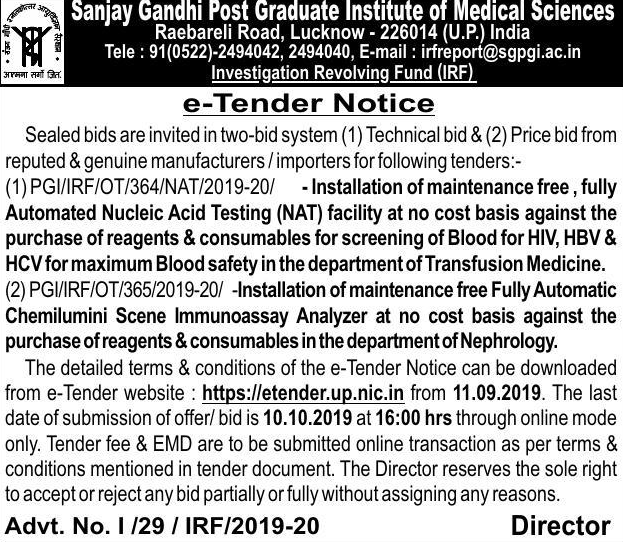 Sanjay Gandhi Post Graduate Institute of Medical Sciences
Raebareli Road, Lucknow - 226014 (U.P.) India
Tele : 91(0522)-2494042, 2494040, E-mail : irfreport@sgpgi.ac.in
Investigation Revolving Fund (IRF)
e-Tender Notice
Sealed bids are invited in two-bid system (1) Technical bid & (2) Price bid from
reputed & genuine manufacturers / importers for following tenders:-
(1) PGI/IRF/OT/364/NAT/2019-20/ - Installation of maintenance free , fully
Automated Nucleic Acid Testing (NAT) facility at no cost basis against the
purchase of reagents & consumables for screening of Blood for HIV, HBV &
HCV for maximum Blood safety in the department of Transfusion Medicine.
(2) PGI/IRF/OT/365/2019-20/ -Installation of maintenance free Fully Automatic
Chemilumini Scene Immunoassay Analyzer at no cost basis against the
purchase of reagents & consumables in the department of Nephrology.
The detailed terms & conditions of the e-Tender Notice can be downloaded
from e-Tender website : https://etender.up.nic.in from 11.09.2019. The last
date of submission of offer/ bid is 10.10.2019 at 16:00 hrs through online mode
only. Tender fee & EMD are to be submitted online transaction as per terms &
conditions mentioned in tender document. The Director reserves the sole right
to accept or reject any bid partially or fully without assigning any reasons.
Advt. No. I /29 / IRF/2019-20 Director